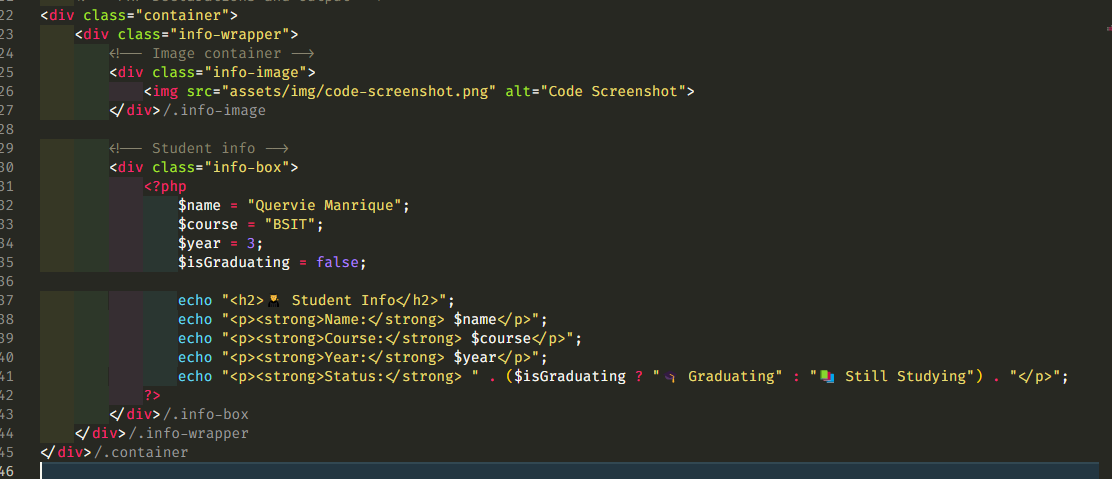 22 <div class="container">
23 <div class="info-wrapper">
24 <!-- Image container -->
25 <div class="info-image">
26 <img src="assets/img/code-screenshot.png" alt="Code Screenshot">
27 </div>/.info-image
28
29 <!-- Student info -->
30 <div class="info-box">
31 <?php
32 $name = "Quervie Manrique";
33 $course = "BSIT";
34 $year = 3;
35 $isGraduating = false;
36
37 echo "<h2>👨‍🎓 Student Info</h2>";
38 echo "<p><strong>Name:</strong> $name</p>";
39 echo "<p><strong>Course:</strong> $course</p>";
40 echo "<p><strong>Year:</strong> $year</p>";
41 echo "<p><strong>Status:</strong> " . ($isGraduating ? "🎓 Graduating" : "📚 Still Studying") . "</p>";
42 ?>
43 </div>/.info-box
44 </div>/.info-wrapper
45 </div>/.container
46